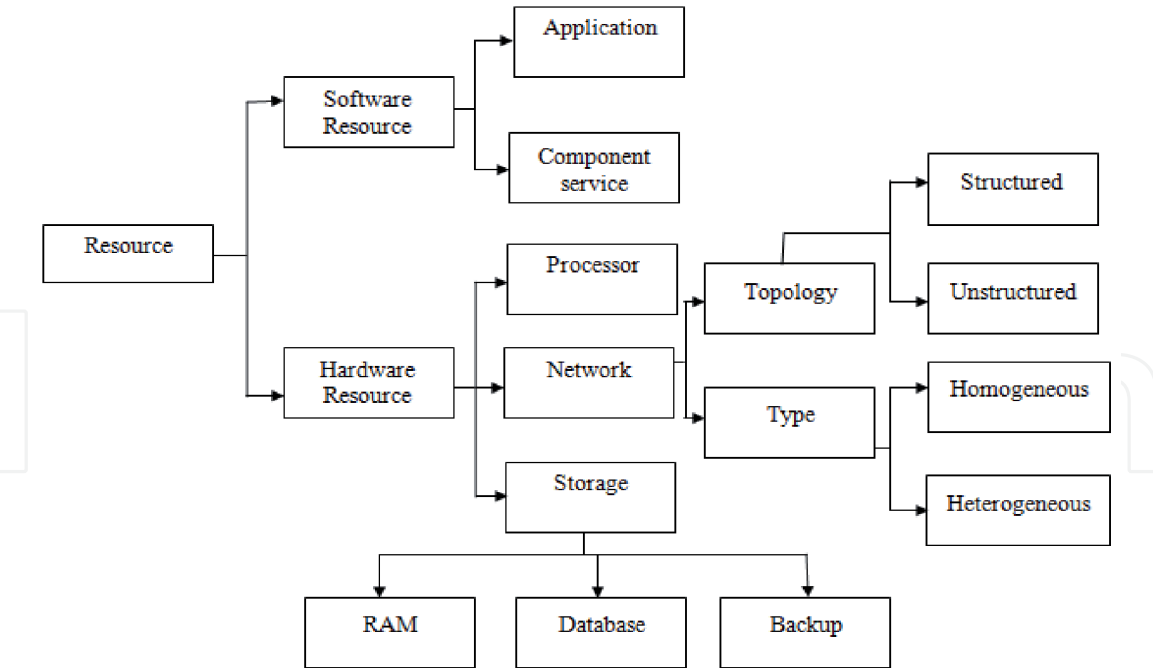 Application
Software
Resource
Component
service
Structured
Resource
Processor
Topology
Unstructured
Hardware
Resource
Network
Type
Homogeneous
Storage
Heterogeneous
RAM
Database
Backup